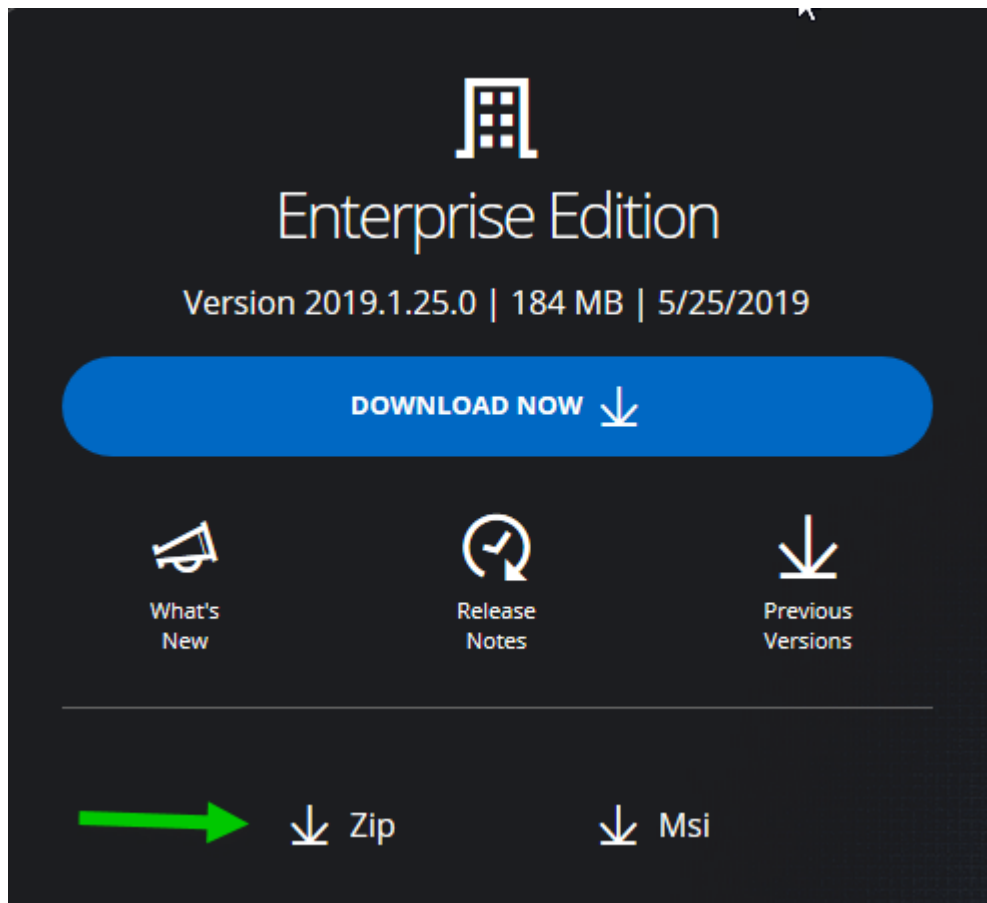 Enterprise Edition
Version 2019.1.25.0 | 184 MB | 5/25/2019
DOWNLOAD NOW
What's
New
Release
Notes
Previous
Versions
Zip
Msi